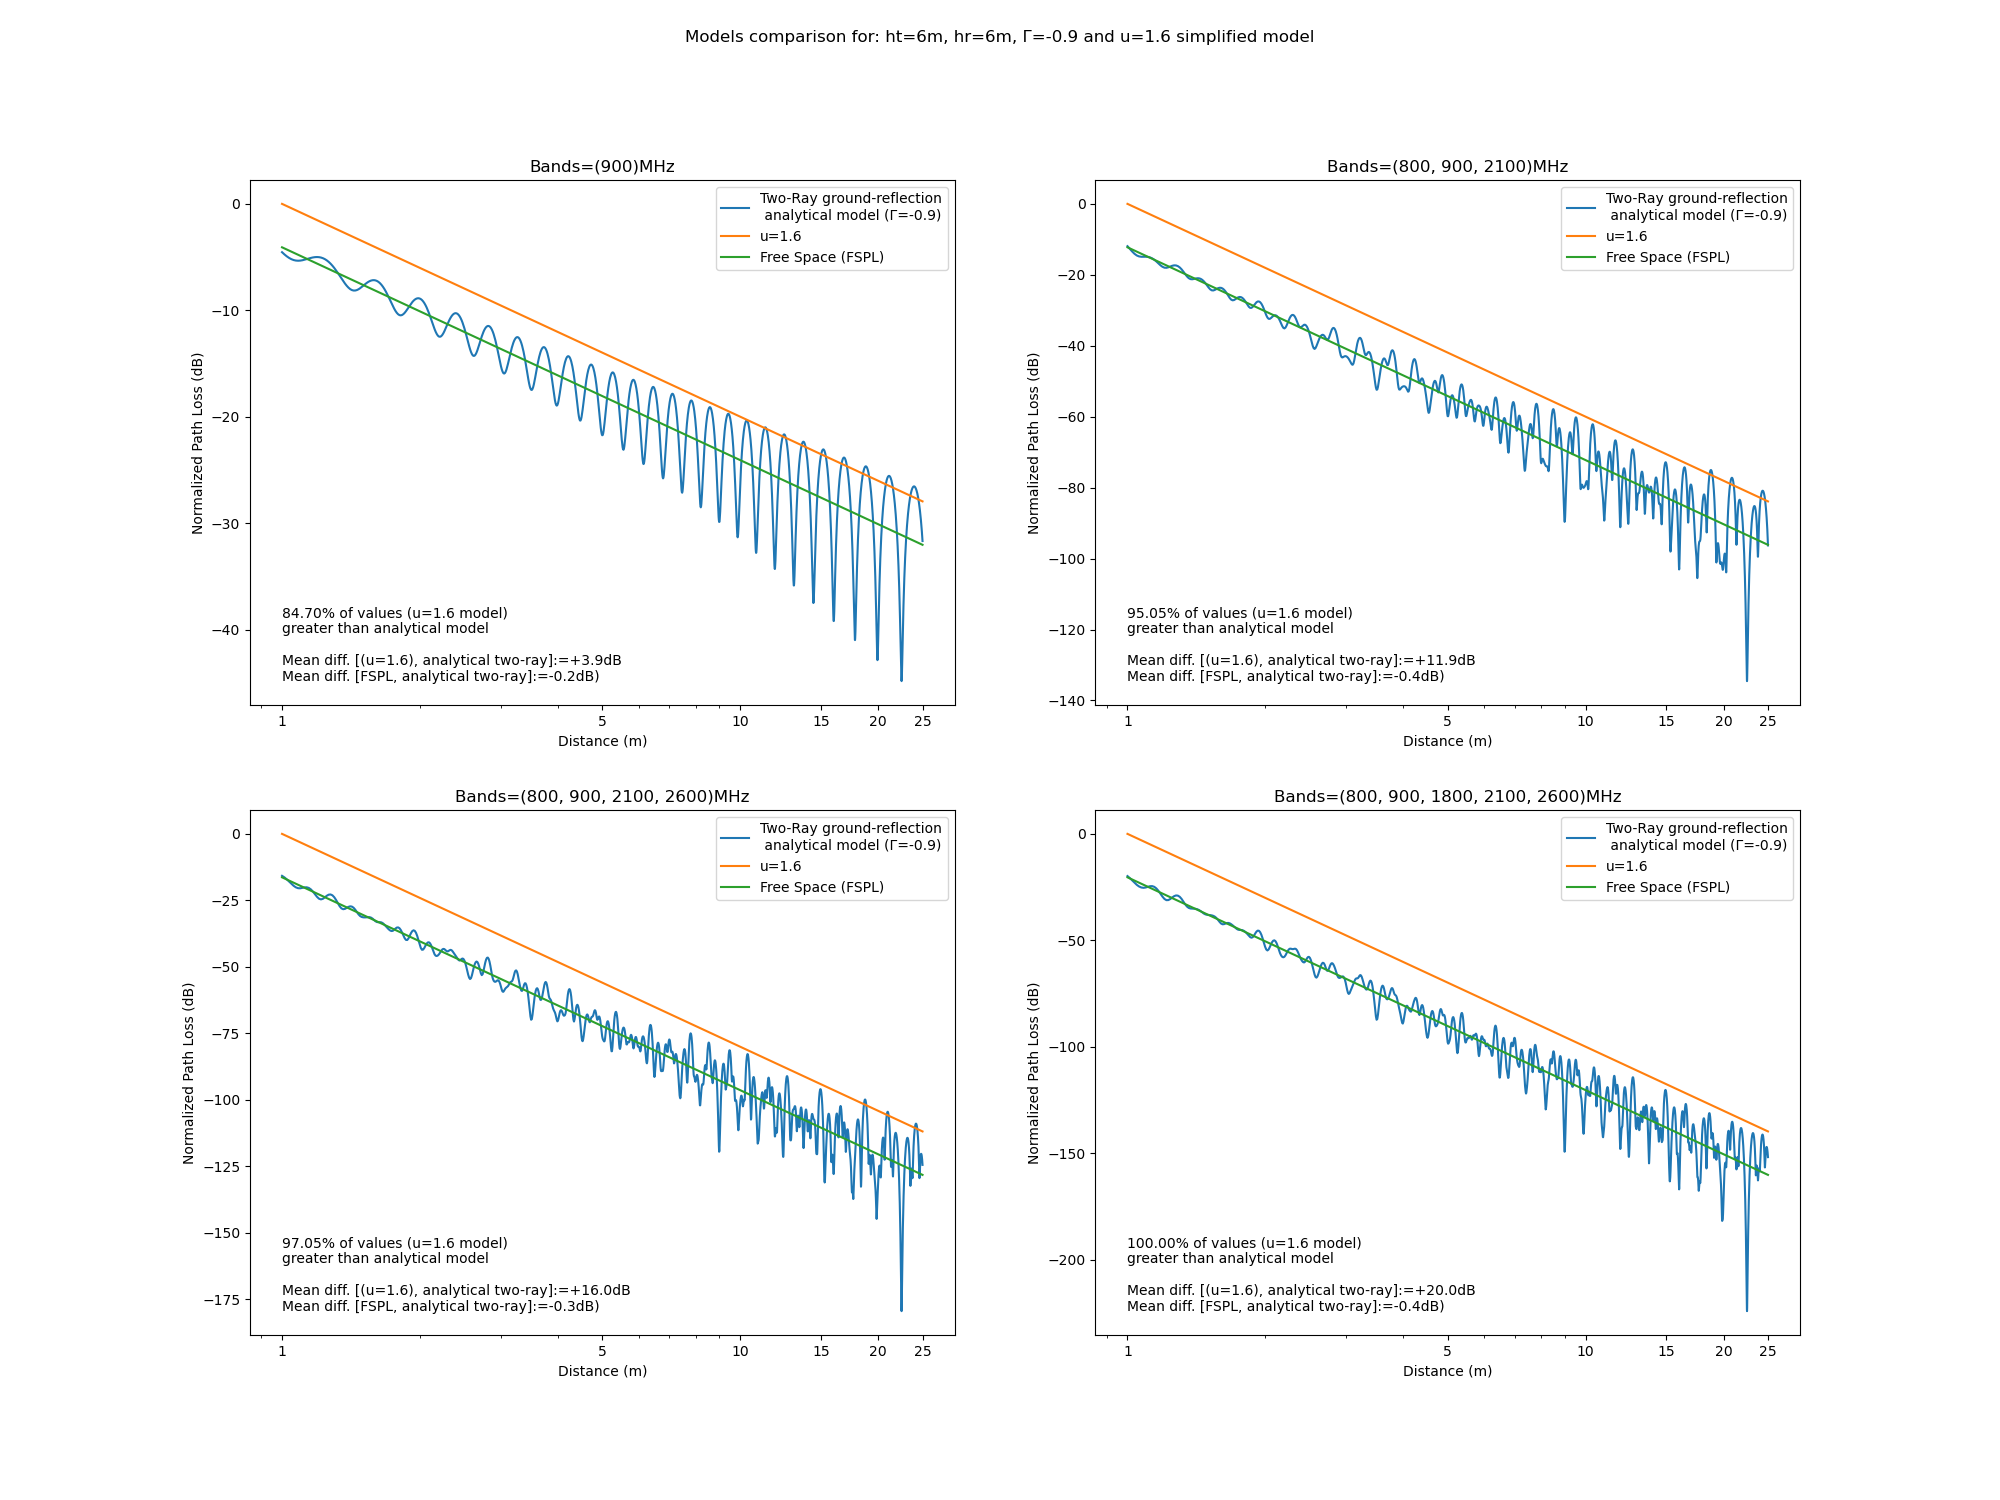 Models comparison for: ht=6m, hr=6m, Γ=-0.9 and u=1.6 simplified model
Bands=(900)MHz
Normalized Path Loss (dB)
0
−10
−20
−30
−40
Two-Ray ground-reflection
analytical model (Γ=-0.9)
u=1.6
Free Space (FSPL)
84.70% of values (u=1.6 model)
greater than analytical model
Mean diff. [(u=1.6), analytical two-ray]:=+3.9dB
Mean diff. [FSPL, analytical two-ray]:=-0.2dB)
1 5 10 15 20 25
Distance (m)
Bands=(800, 900, 2100)MHz
Normalized Path Loss (dB)
0
−20
−40
−60
−80
−100
−120
−140
Two-Ray ground-reflection
analytical model (Γ=-0.9)
u=1.6
Free Space (FSPL)
95.05% of values (u=1.6 model)
greater than analytical model
Mean diff. [(u=1.6), analytical two-ray]:=+11.9dB
Mean diff. [FSPL, analytical two-ray]:=-0.4dB)
1 5 10 15 20 25
Distance (m)
Bands=(800, 900, 2100, 2600)MHz
Normalized Path Loss (dB)
0
−25
−50
−75
−100
−125
−150
−175
Two-Ray ground-reflection
analytical model (Γ=-0.9)
u=1.6
Free Space (FSPL)
97.05% of values (u=1.6 model)
greater than analytical model
Mean diff. [(u=1.6), analytical two-ray]:=+16.0dB
Mean diff. [FSPL, analytical two-ray]:=-0.3dB)
1 5 10 15 20 25
Distance (m)
Bands=(800, 900, 1800, 2100, 2600)MHz
Normalized Path Loss (dB)
0
−50
−100
−150
−200
Two-Ray ground-reflection
analytical model (Γ=-0.9)
u=1.6
Free Space (FSPL)
100.00% of values (u=1.6 model)
greater than analytical model
Mean diff. [(u=1.6), analytical two-ray]:=+20.0dB
Mean diff. [FSPL, analytical two-ray]:=-0.4dB)
1 5 10 15 20 25
Distance (m)